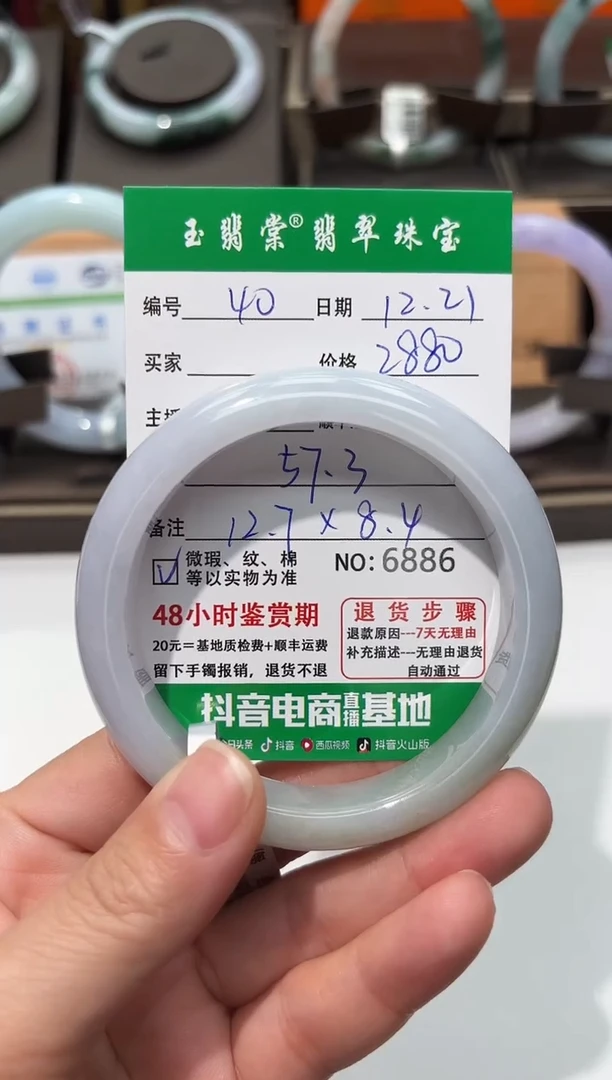 玉翡棠®翡翠珠宝
编号 40 日期 12.21
买家 价格 2880
57.3
备注 12.7 x 8.4
微瑕、纹、棉
等以实物为准
NO: 6886
48小时鉴赏期
20元=基地质检费+顺丰运费
留下手镯报销，退货不退
退货步骤
退款原因---7天无理由
补充描述---无理由退货
自动通过
抖音电商直播基地
今日头条 抖音 西瓜视频 抖音火山版